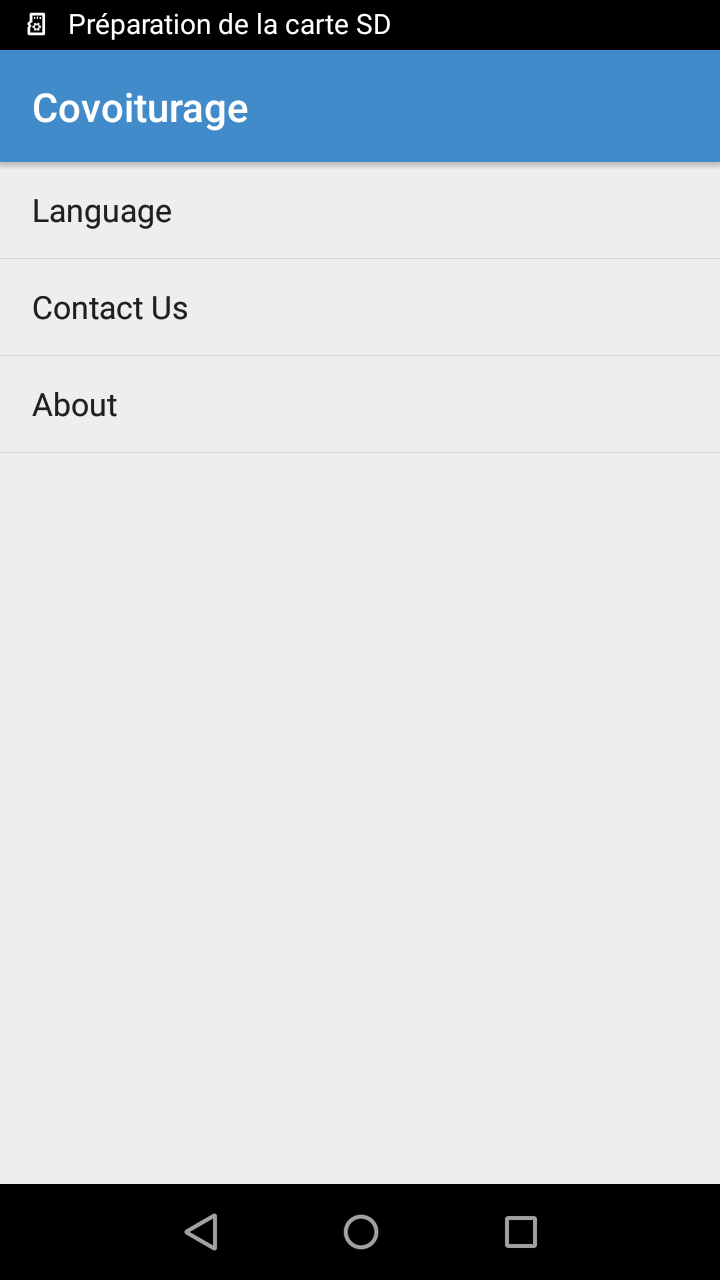 Préparation de la carte SD
Covoiturage
Language
Contact Us
About